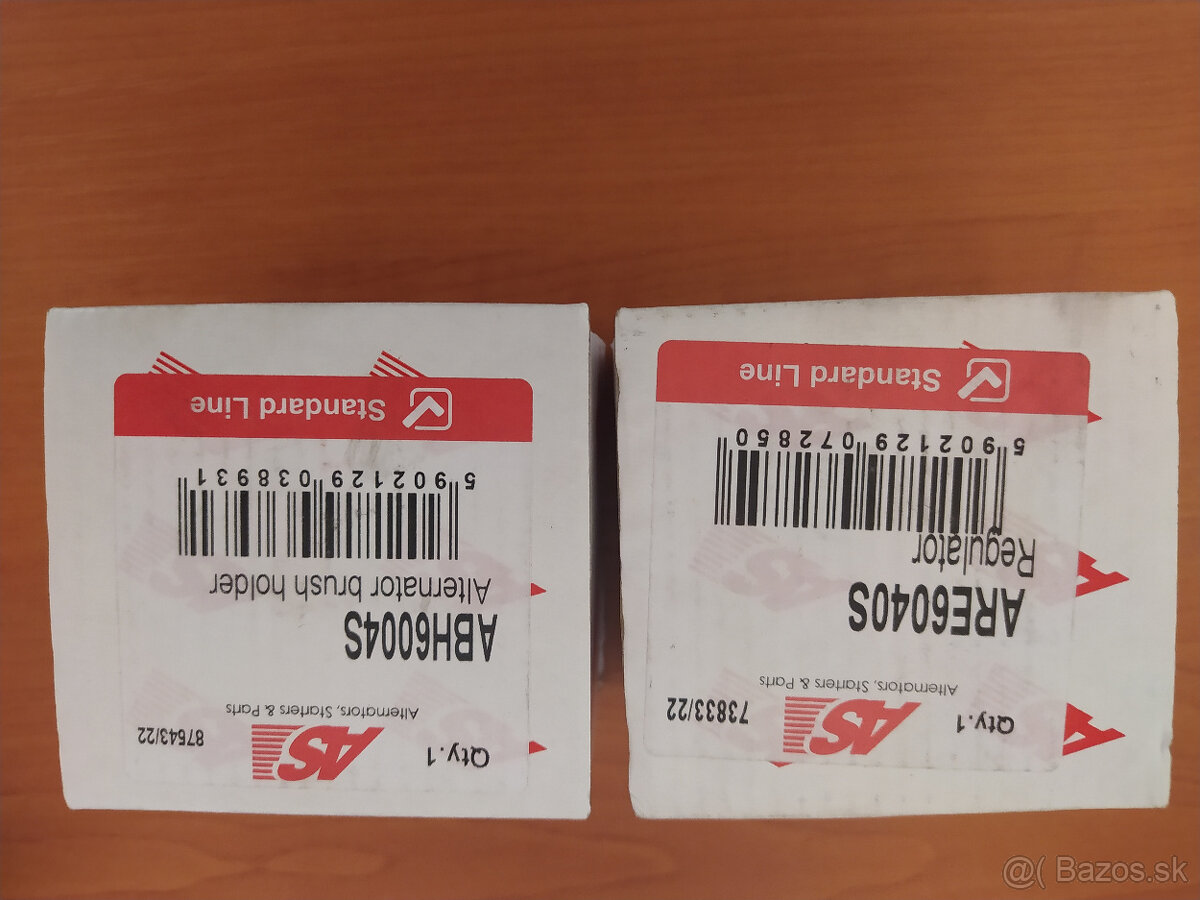 Qty.1
AS
87543/22
Alternators, Starters & Parts
ABH6004S
Alternator brush holder
5 902129 038931
Standard Line
Qty.1
AS
73833/22
Alternators, Starters & Parts
ARE6040S
Regulator
5 902129 072850
Standard Line
@( Bazos.sk